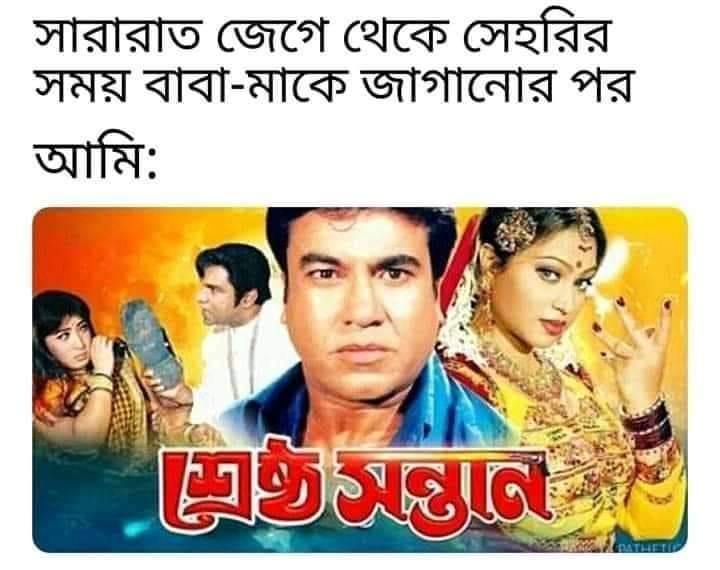 সারারাত জেগে থেকে সেহরির
সময় বাবা-মাকে জাগানোর পর
আমি:
শ্রেষ্ঠ সন্তান